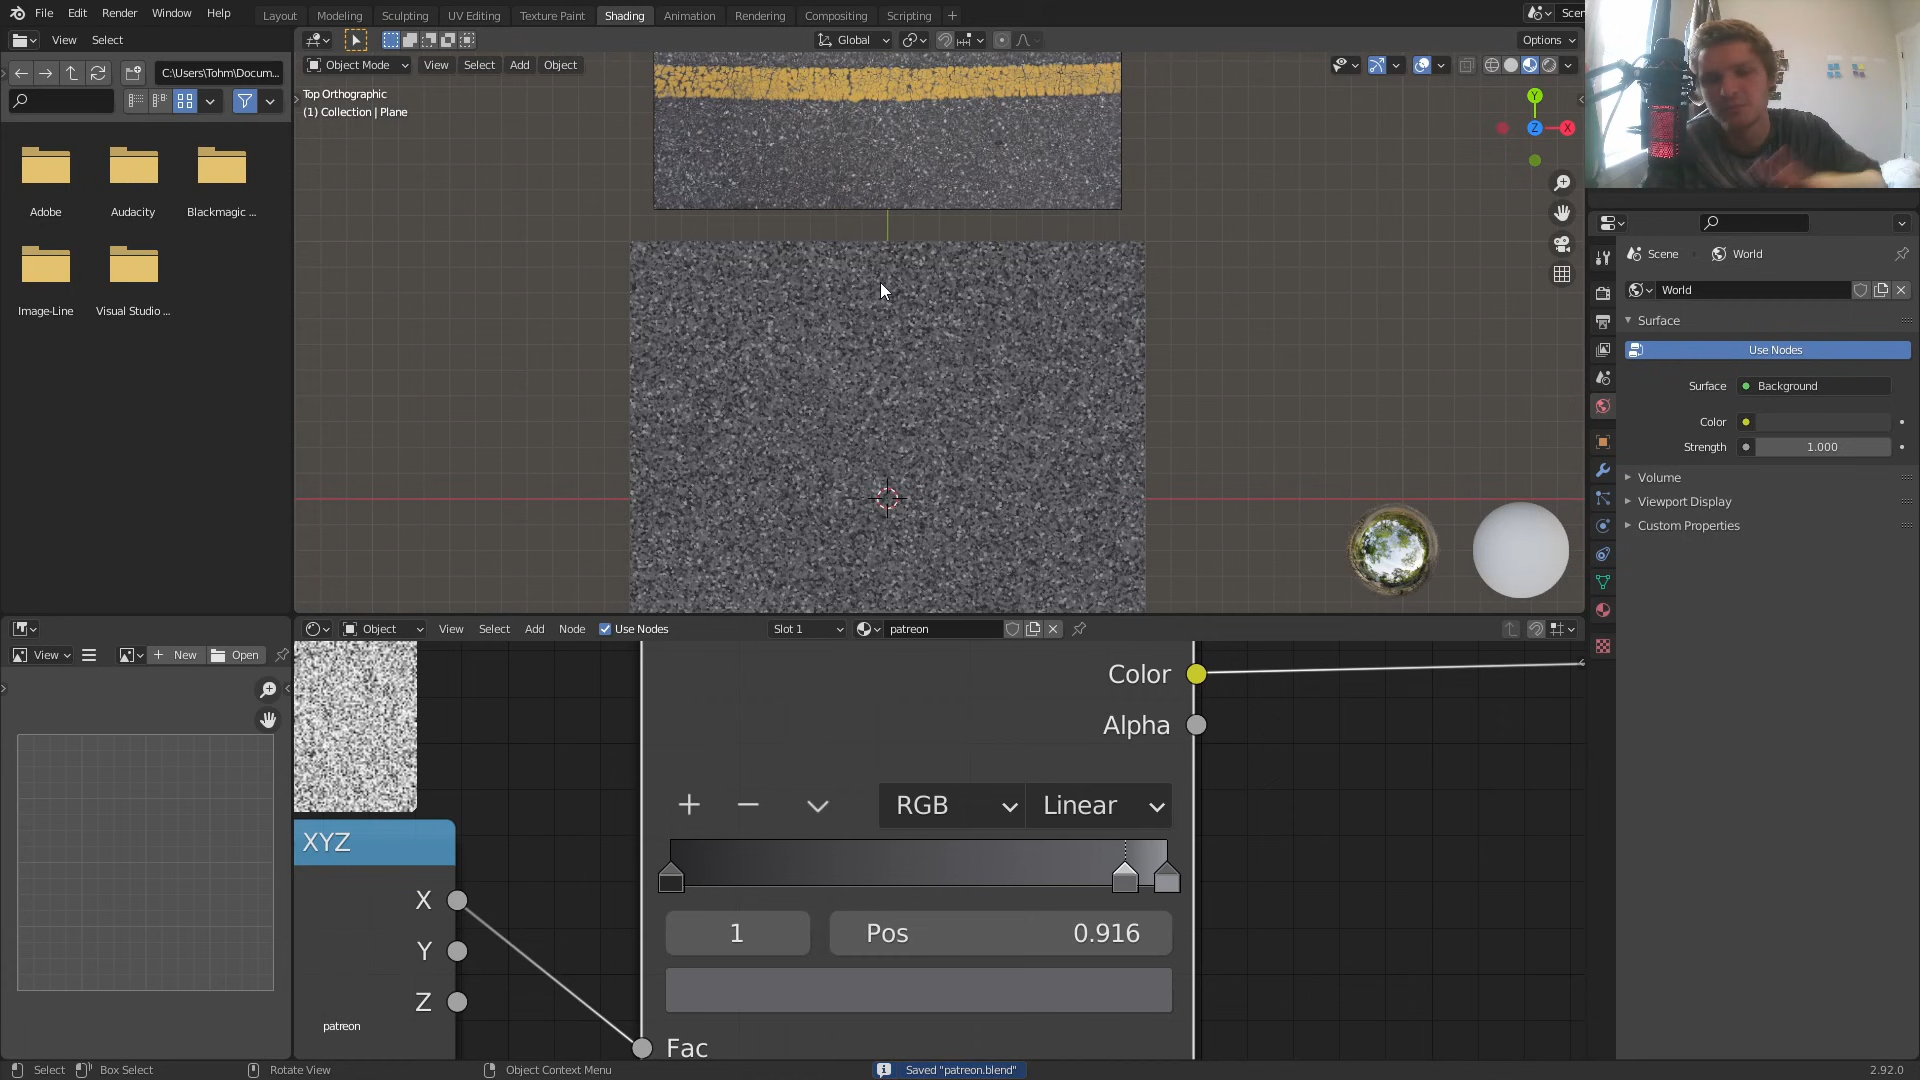 File Edit Render Window Help
Layout Modeling Sculpting UV Editing Texture Paint Shading Animation Rendering Compositing Scripting
Scen
View Select
Global
Options
C:\Users\Tohm\Docum...
Object Mode View Select Add Object
Top Orthographic
(1) Collection | Plane
Y
Z
X
Adobe
Audacity
Blackmagic ...
Image-Line
Visual Studio ...
Scene
World
World
Surface
Use Nodes
Surface
Background
Color
Strength
1.000
Volume
Viewport Display
Custom Properties
Object View Select Add Node Use Nodes
Slot 1
patreon
View
New
Open
Color
Alpha
RGB
Linear
XYZ
X
Y
Z
1
Pos
0.916
Fac
patreon
Select
Box Select
Rotate View
Object Context Menu
Saved "patreon.blend"
2.92.0